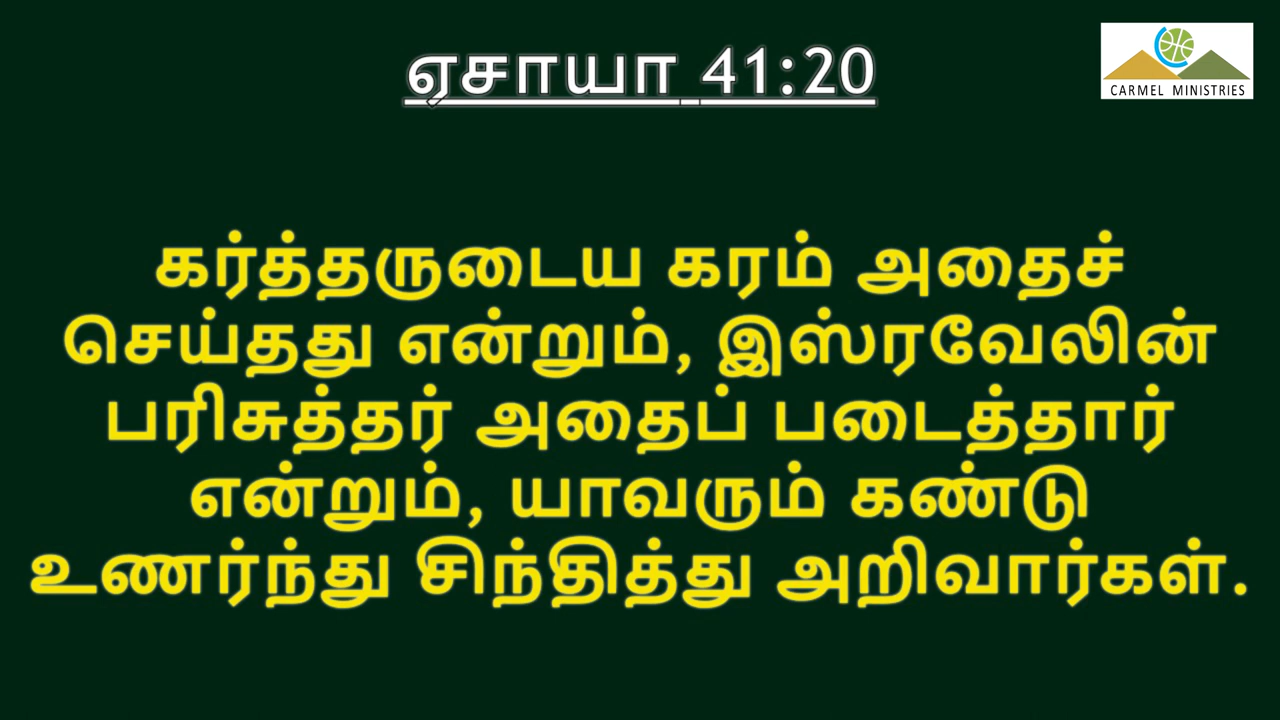 ஏசாயா 41:20
CARMEL MINISTRIES
கர்த்தருடைய கரம் அதைச்
செய்தது என்றும், இஸ்ரவேலின்
பரிசுத்தர் அதைப் படைத்தார்
என்றும், யாவரும் கண்டு
உணர்ந்து சிந்தித்து அறிவார்கள்.